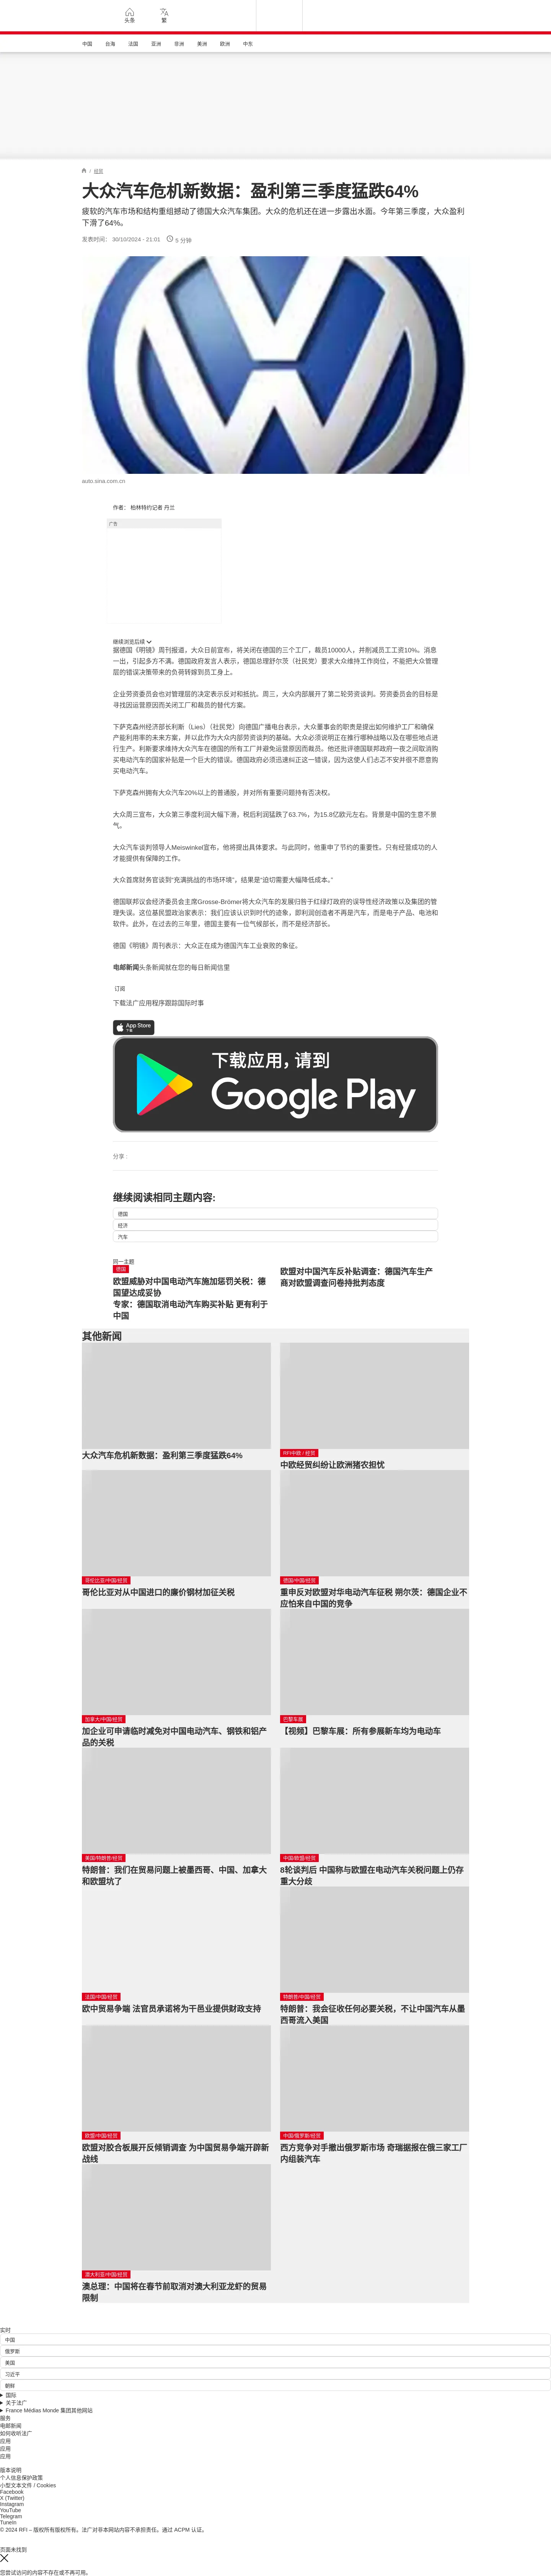 头条
繁
中国 台海 法国 亚洲 非洲 美洲 欧洲 中东
/ 经贸
大众汽车危机新数据：盈利第三季度猛跌64%
疲软的汽车市场和结构重组撼动了德国大众汽车集团。大众的危机还在进一步露出水面。今年第三季度，大众盈利
下滑了64%。
发表时间： 30/10/2024 - 21:01 5 分钟
auto.sina.com.cn
作者： 柏林特约记者 丹兰
广告
继续浏览后续
据德国《明镜》周刊报道，大众日前宣布，将关闭在德国的三个工厂，裁员10000人，并削减员工工资10%。消息
一出，引起多方不满。德国政府发言人表示，德国总理舒尔茨（社民党）要求大众维持工作岗位，不能把大众管理
层的错误决策带来的负荷转嫁到员工身上。
企业劳资委员会也对管理层的决定表示反对和抵抗。周三，大众内部展开了第二轮劳资谈判。劳资委员会的目标是
寻找因运营原因而关闭工厂和裁员的替代方案。
下萨克森州经济部长利斯（Lies）（社民党）向德国广播电台表示，大众董事会的职责是提出如何维护工厂和确保
产能利用率的未来方案，并以此作为大众内部劳资谈判的基础。大众必须说明正在推行哪种战略以及在哪些地点进
行生产。利斯要求维持大众汽车在德国的所有工厂并避免运营原因而裁员。他还批评德国联邦政府一夜之间取消购
买电动汽车的国家补贴是一个巨大的错误。德国政府必须迅速纠正这一错误，因为这使人们忐忑不安并很不愿意购
买电动汽车。
下萨克森州拥有大众汽车20%以上的普通股，并对所有重要问题持有否决权。
大众周三宣布，大众第三季度利润大幅下滑，税后利润猛跌了63.7%，为15.8亿欧元左右。背景是中国的生意不景
气。
大众汽车谈判领导人Meiswinkel宣布，他将提出具体要求。与此同时，他重申了节约的重要性。只有经营成功的人
才能提供有保障的工作。
大众首席财务官谈到“充满挑战的市场环境”，结果是“迫切需要大幅降低成本。”
德国联邦议会经济委员会主席Grosse-Brömer将大众汽车的发展归咎于红绿灯政府的误导性经济政策以及集团的管
理失误。这位基民盟政治家表示：我们应该认识到时代的迹象，即利润创造者不再是汽车，而是电子产品、电池和
软件。此外，在过去的三年里，德国主要有一位气候部长，而不是经济部长。
德国《明镜》周刊表示：大众正在成为德国汽车工业衰败的象征。
电邮新闻头条新闻就在您的每日新闻信里
订阅
下载法广应用程序跟踪国际时事
App Store
下载
下载应用，请到
Google Play
分享 :
继续阅读相同主题内容:
德国
经济
汽车
同一主题
德国
欧盟威胁对中国电动汽车施加惩罚关税：德
国望达成妥协
欧盟对中国汽车反补贴调查：德国汽车生产
商对欧盟调查问卷持批判态度
专家：德国取消电动汽车购买补贴 更有利于
中国
其他新闻
大众汽车危机新数据：盈利第三季度猛跌64%
RFI中欧 / 经贸
中欧经贸纠纷让欧洲猪农担忧
哥伦比亚/中国/经贸
哥伦比亚对从中国进口的廉价钢材加征关税
德国/中国/经贸
重申反对欧盟对华电动汽车征税 朔尔茨：德国企业不
应怕来自中国的竞争
加拿大/中国/经贸
加企业可申请临时减免对中国电动汽车、钢铁和铝产
品的关税
巴黎车展
【视频】巴黎车展：所有参展新车均为电动车
美国/特朗普/经贸
特朗普：我们在贸易问题上被墨西哥、中国、加拿大
和欧盟坑了
中国/欧盟/经贸
8轮谈判后 中国称与欧盟在电动汽车关税问题上仍存
重大分歧
法国/中国/经贸
欧中贸易争端 法官员承诺将为干邑业提供财政支持
特朗普/中国/经贸
特朗普：我会征收任何必要关税，不让中国汽车从墨
西哥流入美国
欧盟/中国/经贸
欧盟对胶合板展开反倾销调查 为中国贸易争端开辟新
战线
中国/俄罗斯/经贸
西方竞争对手撤出俄罗斯市场 奇瑞据报在俄三家工厂
内组装汽车
澳大利亚/中国/经贸
澳总理：中国将在春节前取消对澳大利亚龙虾的贸易
限制
实时
中国
俄罗斯
美国
习近平
朝鲜
国际
关于法广
France Médias Monde 集团其他网站
服务
电邮新闻
如何收听法广
应用
应用
应用
版本说明
个人信息保护政策
小型文本文件 / Cookies
Facebook
X (Twitter)
Instagram
YouTube
Telegram
TuneIn
© 2024 RFI – 版权所有版权所有。法广对非本网站内容不承担责任。通过 ACPM 认证。
页面未找到
您尝试访问的内容不存在或不再可用。